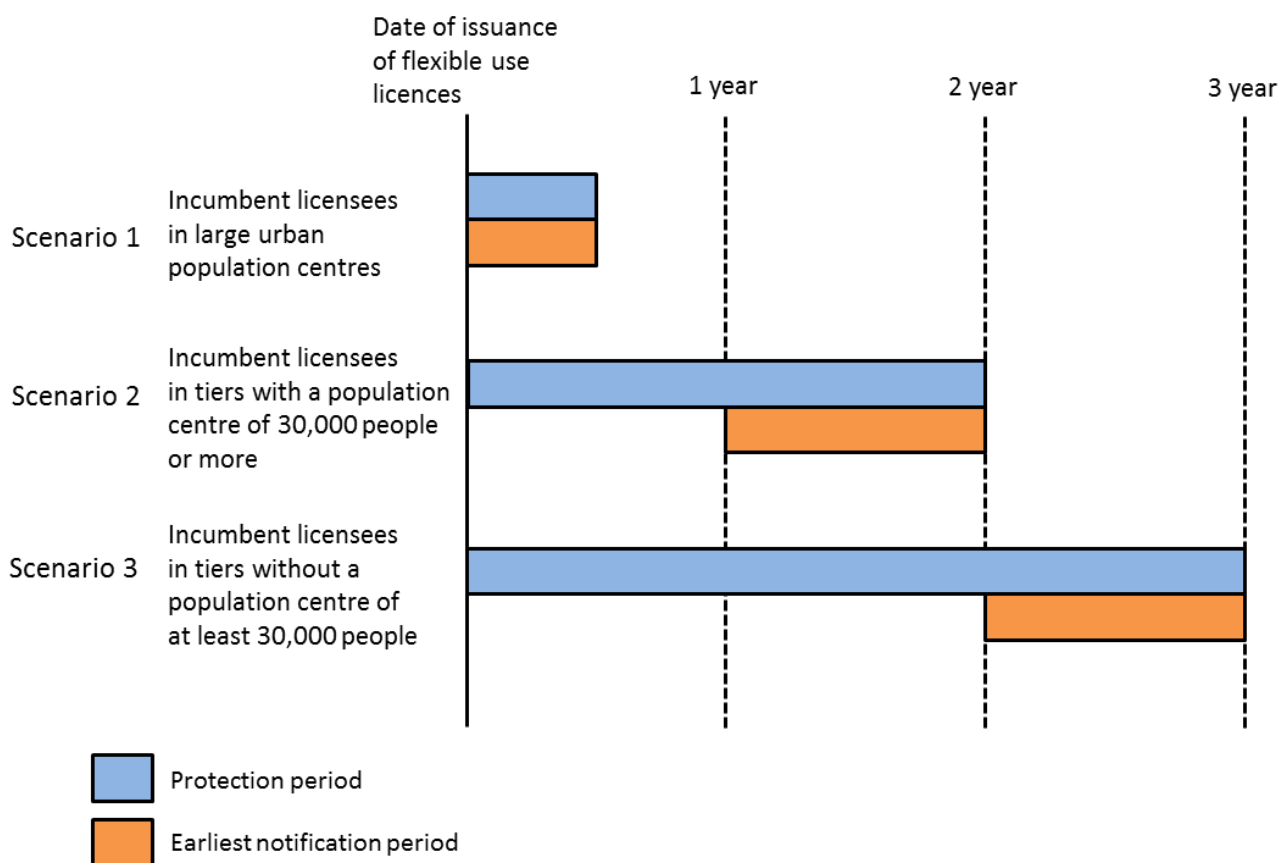 Date of issuance
of flexible use
licences
1 year
2 year
3 year
Scenario 1
Incumbent licensees
in large urban
population centres
Scenario 2
Incumbent licensees
in tiers with a population
centre of 30,000 people
or more
Scenario 3
Incumbent licensees
in tiers without a
population centre of
at least 30,000 people
Protection period
Earliest notification period